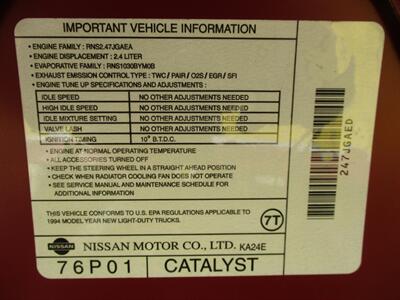 IMPORTANT VEHICLE INFORMATION
• ENGINE FAMILY : RNS2.47JGAEA
• ENGINE DISPLACEMENT : 2.4 LITER
• EVAPORATIVE FAMILY : RNS1030BYM0B
• EXHAUST EMISSION CONTROL TYPE : TWC / PAIR / O2S / EGR / SFI
• ENGINE TUNE UP SPECIFICATIONS AND ADJUSTMENTS :
IDLE SPEED NO OTHER ADJUSTMENTS NEEDED
HIGH IDLE SPEED NO OTHER ADJUSTMENTS NEEDED
IDLE MIXTURE SETTING NO OTHER ADJUSTMENTS NEEDED
VALVE LASH NO OTHER ADJUSTMENTS NEEDED
IGNITION TIMING 10° B.T.D.C.
• ENGINE AT NORMAL OPERATING TEMPERATURE
• ALL ACCESSORIES TURNED OFF
• KEEP THE STEERING WHEEL IN A STRAIGHT AHEAD POSITION
• CHECK WHEN RADIATOR COOLING FAN DOES NOT OPERATE
• SEE SERVICE MANUAL AND MAINTENANCE SCHEDULE FOR
ADDITIONAL INFORMATION
THIS VEHICLE CONFORMS TO U.S. EPA REGULATIONS APPLICABLE TO
1994 MODEL YEAR NEW LIGHT-DUTY TRUCKS.
7T
NISSAN NISSAN MOTOR CO., LTD. KA24E
76P01 CATALYST
247JGAED